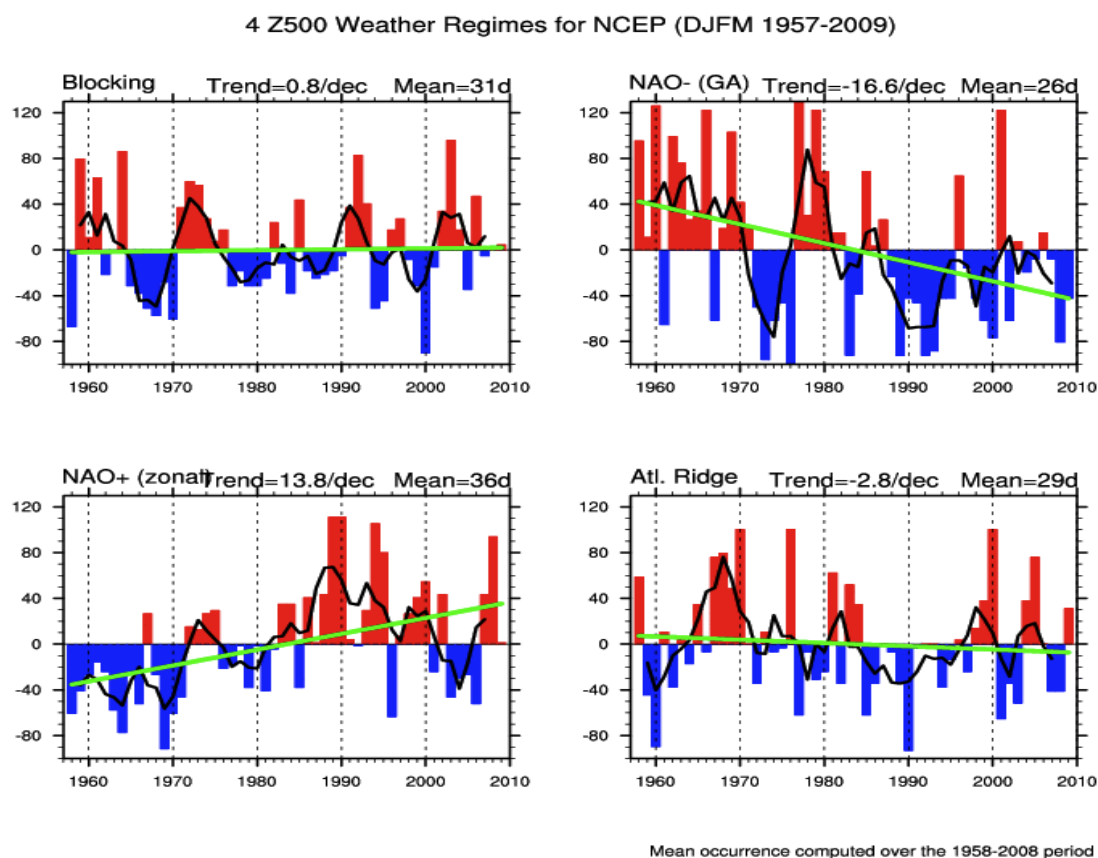 4 Z500 Weather Regimes for NCEP (DJFM 1957-2009)
Blocking Trend=0.8/dec Mean=31d
120
80
40
0
-40
-80
1960 1970 1980 1990 2000 2010
NAO- (GA) Trend=-16.6/dec Mean=26d
120
80
40
0
-40
-80
1960 1970 1980 1990 2000 2010
NAO+ (zonal) Trend=13.8/dec Mean=36d
120
80
40
0
-40
-80
1960 1970 1980 1990 2000 2010
Atl. Ridge Trend=-2.8/dec Mean=29d
120
80
40
0
-40
-80
1960 1970 1980 1990 2000 2010
Mean occurrence computed over the 1958-2008 period